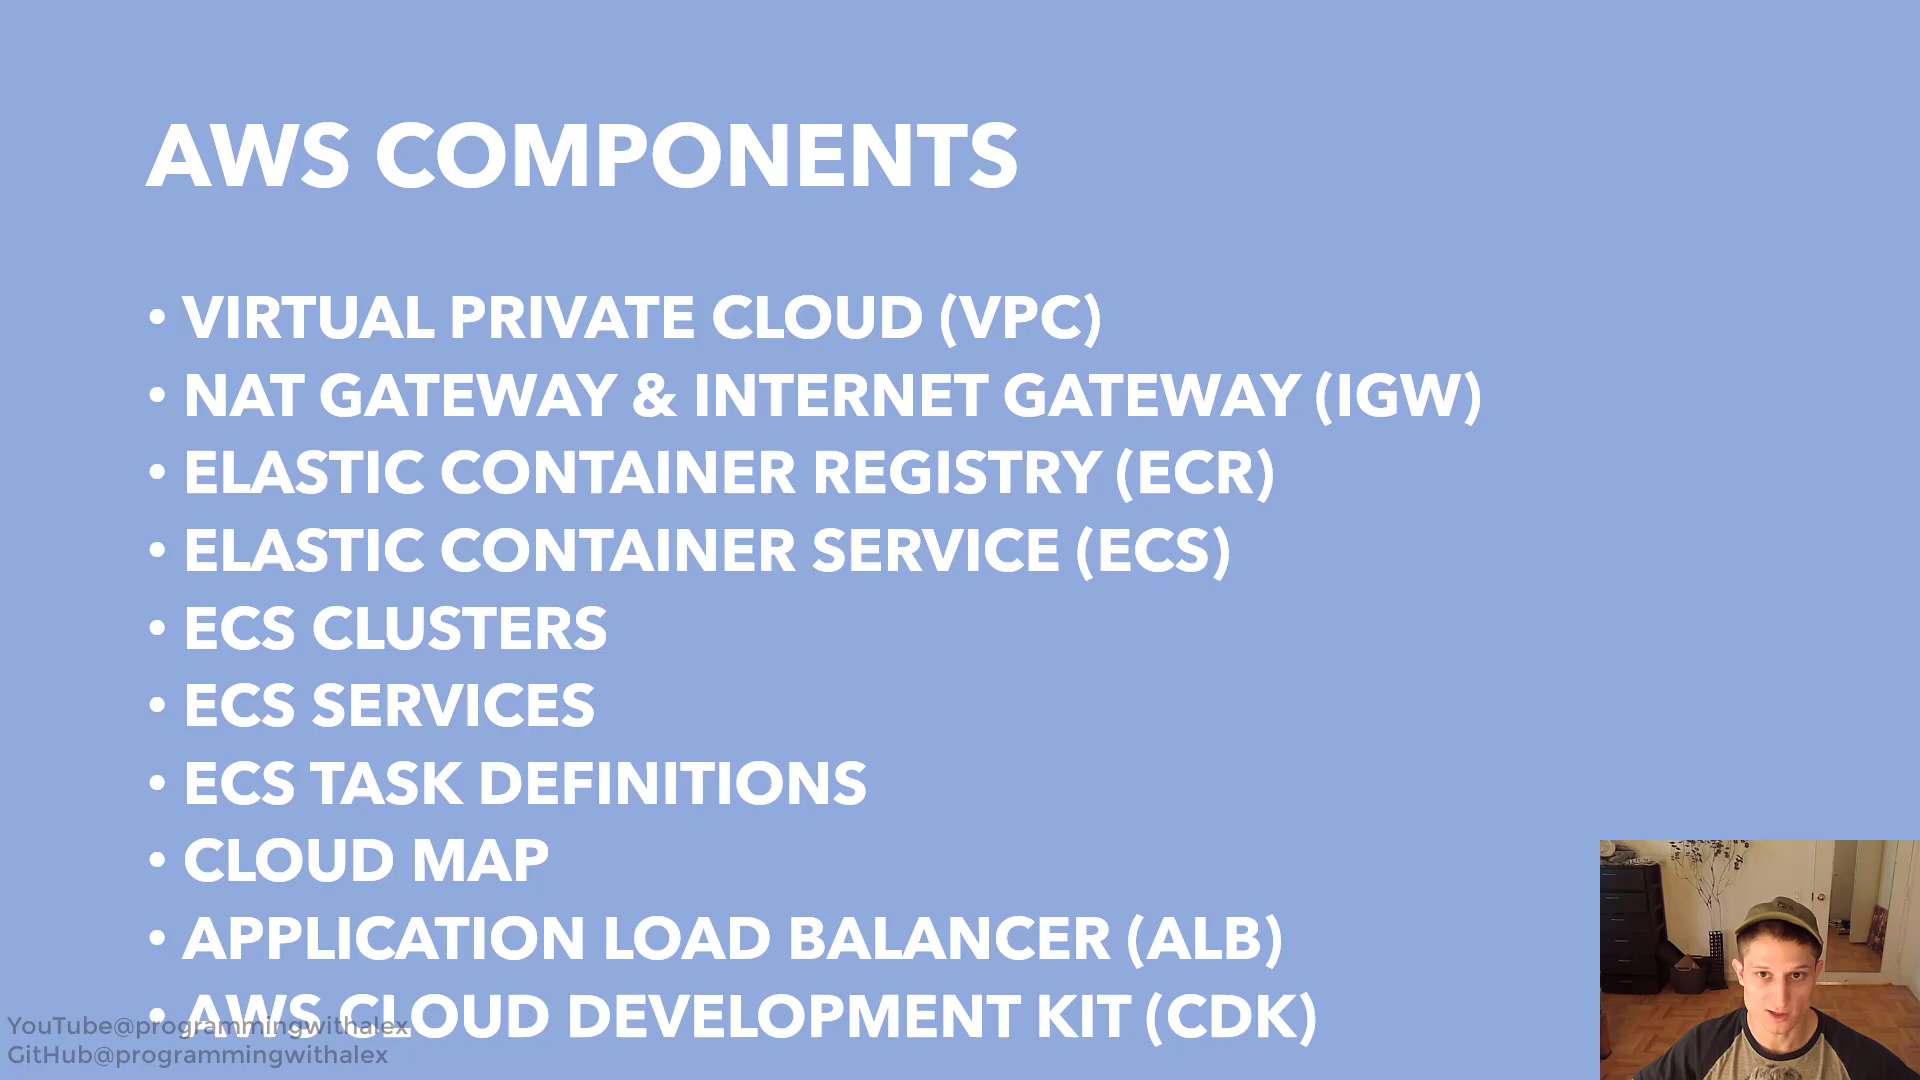 AWS COMPONENTS
• VIRTUAL PRIVATE CLOUD (VPC)
• NAT GATEWAY & INTERNET GATEWAY (IGW)
• ELASTIC CONTAINER REGISTRY (ECR)
• ELASTIC CONTAINER SERVICE (ECS)
• ECS CLUSTERS
• ECS SERVICES
• ECS TASK DEFINITIONS
• CLOUD MAP
• APPLICATION LOAD BALANCER (ALB)
• AWS CLOUD DEVELOPMENT KIT (CDK)
YouTube@programmingwithalex
GitHub@programmingwithalex